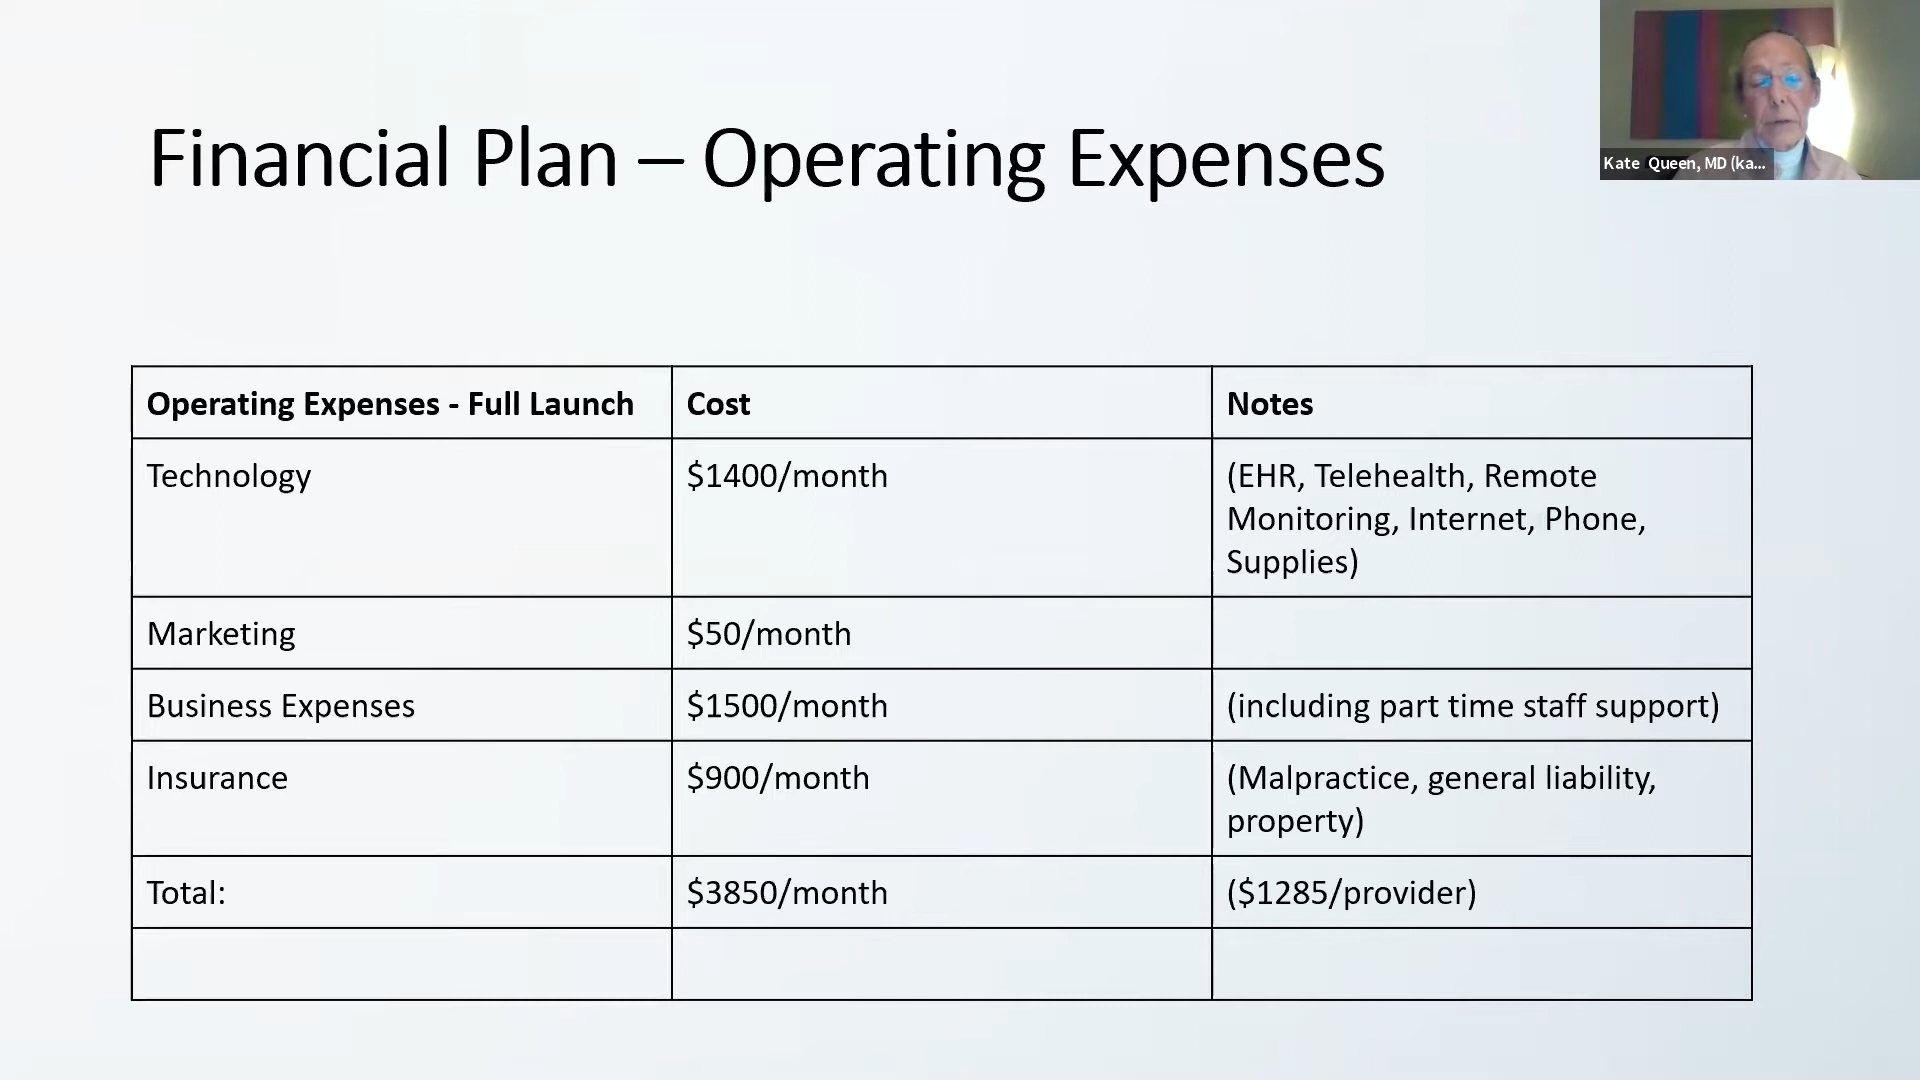 Financial Plan – Operating Expenses
Kate Queen, MD (ka...
Operating Expenses - Full Launch
Cost
Notes
Technology
$1400/month
(EHR, Telehealth, Remote
Monitoring, Internet, Phone,
Supplies)
Marketing
$50/month
Business Expenses
$1500/month
(including part time staff support)
Insurance
$900/month
(Malpractice, general liability,
property)
Total:
$3850/month
($1285/provider)